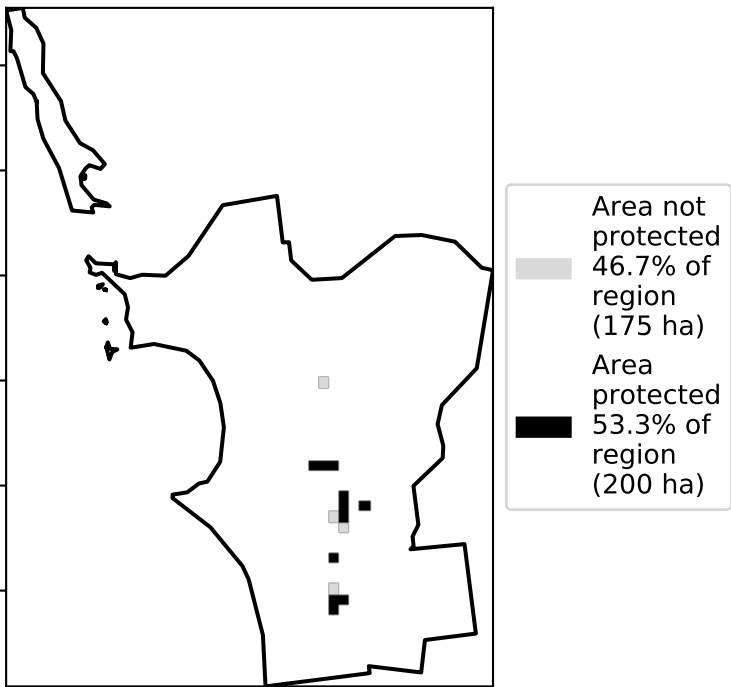 Area not
protected
46.7% of
region
(175 ha)
Area
protected
53.3% of
region
(200 ha)